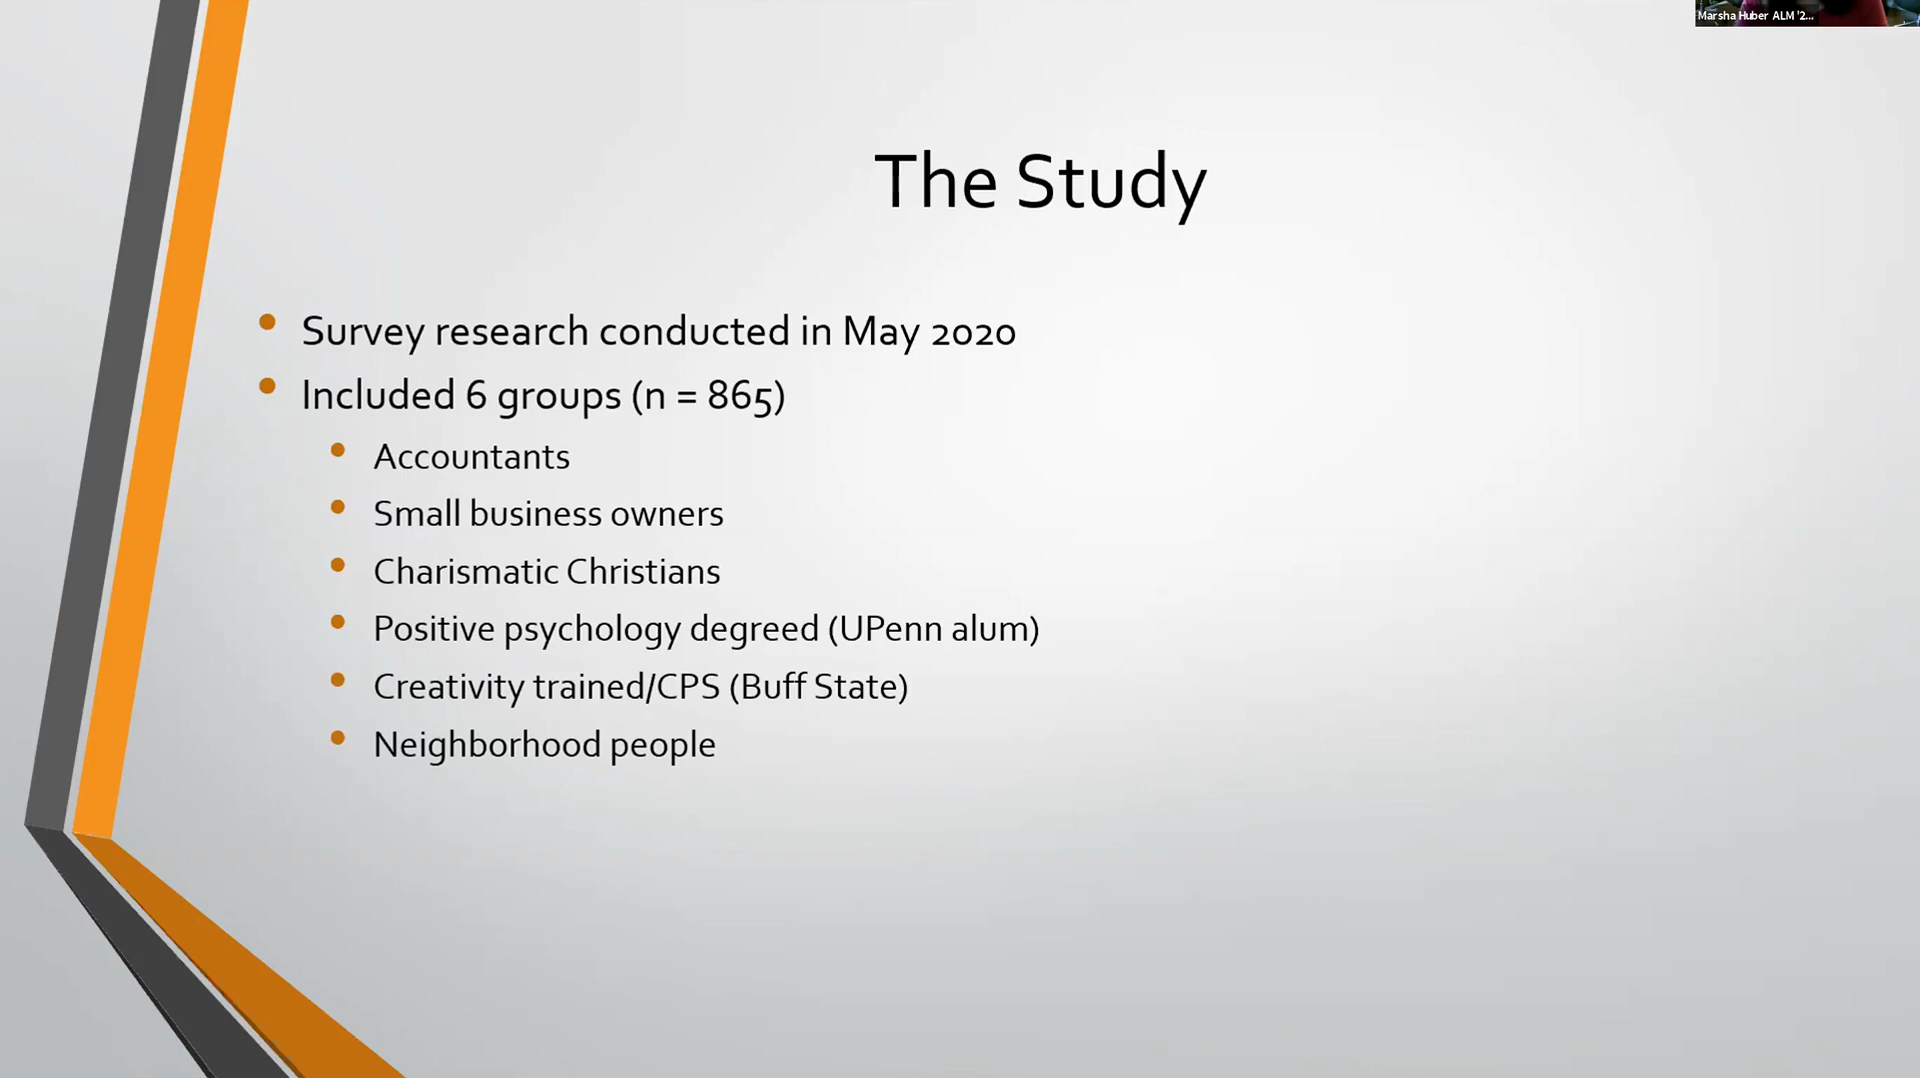 Marsha Huber ALM '2...
The Study
Survey research conducted in May 2020
Included 6 groups (n = 865)
Accountants
Small business owners
Charismatic Christians
Positive psychology degreed (UPenn alum)
Creativity trained/CPS (Buff State)
Neighborhood people